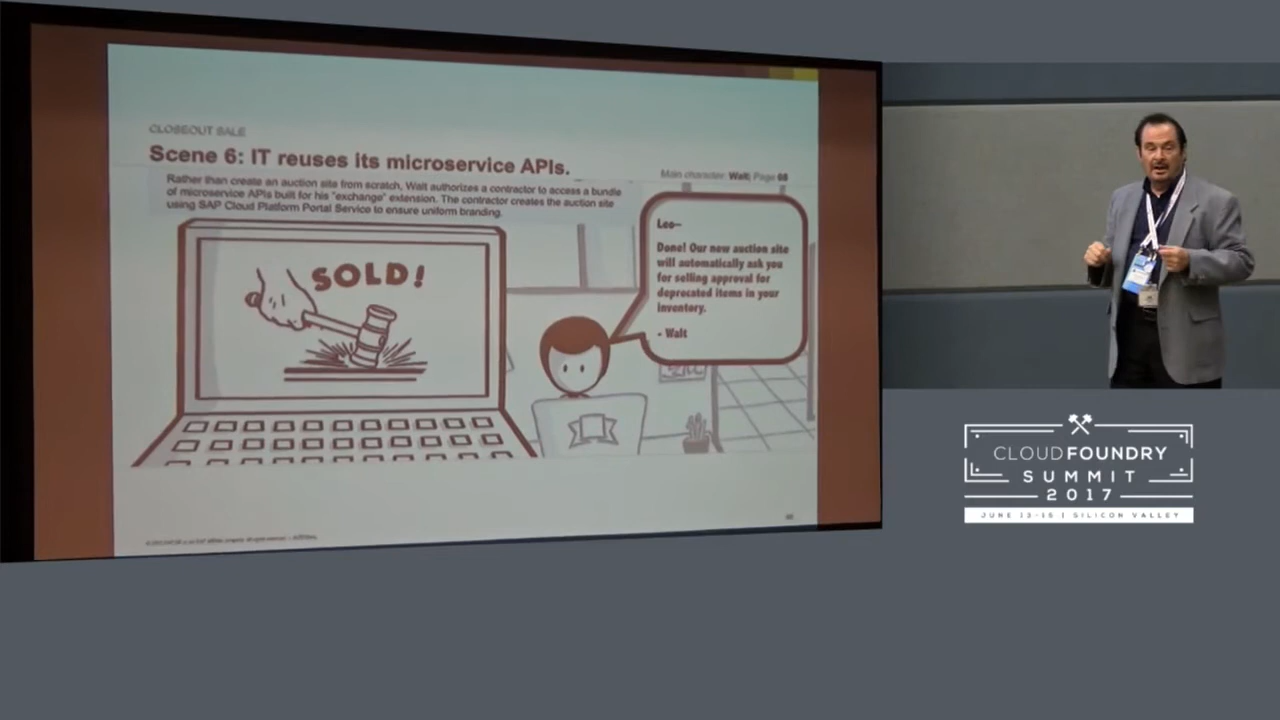 CLOSEOUT SALE
Scene 6: IT reuses its microservice APIs.
Main character: Walt; Page 68
Rather than create an auction site from scratch, Walt authorizes a contractor to access a bundle
of microservice APIs built for his "exchange" extension. The contractor creates the auction site
using SAP Cloud Platform Portal Service to ensure uniform branding.
SOLD!
Leo—
Done! Our new auction site
will automatically ask you
for selling approval for
deprecated items in your
inventory.
- Walt
CLOUD FOUNDRY
SUMMIT
2017
JUNE 13-15 | SILICON VALLEY